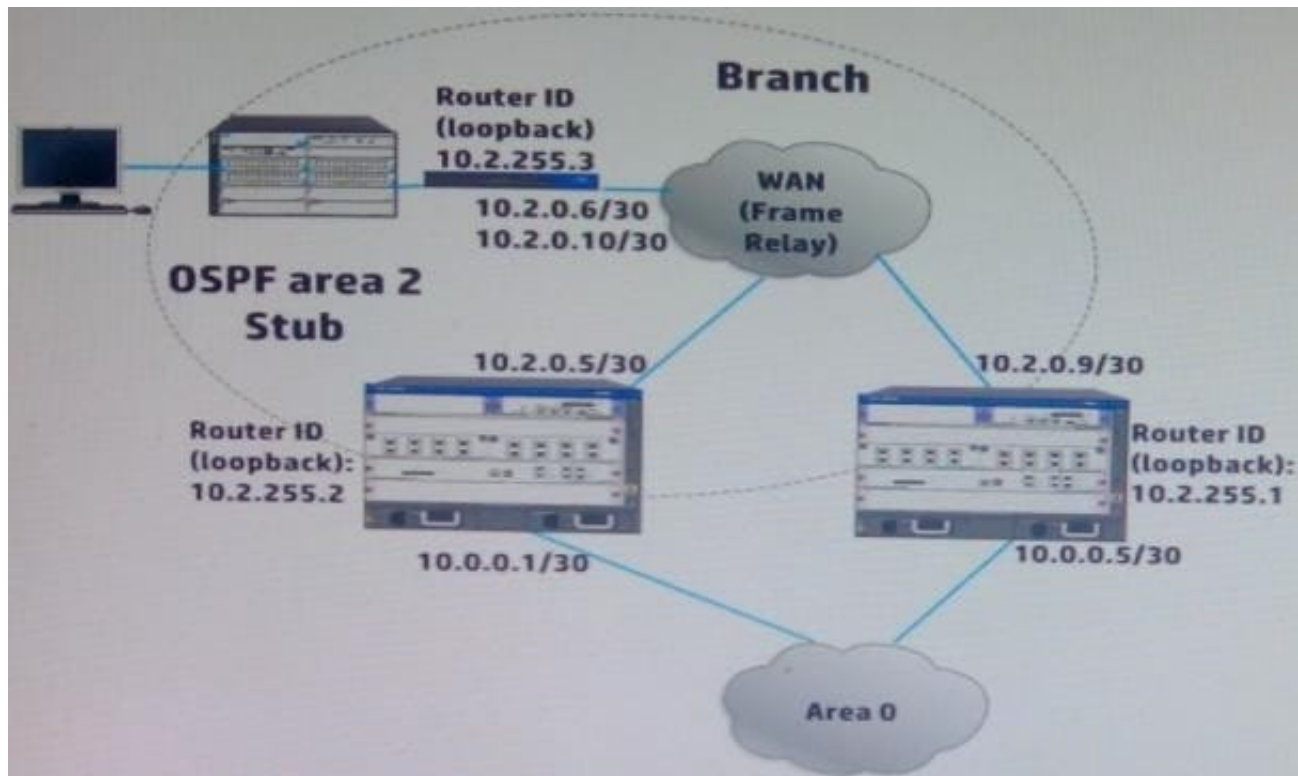 Branch
Router ID
(loopback)
10.2.255.3
WAN
(Frame
Relay)
10.2.0.6/30
10.2.0.10/30
OSPF area 2
Stub
10.2.0.5/30
10.2.0.9/30
Router ID
(loopback):
10.2.255.2
Router ID
(loopback):
10.2.255.1
10.0.0.1/30
10.0.0.5/30
Area 0